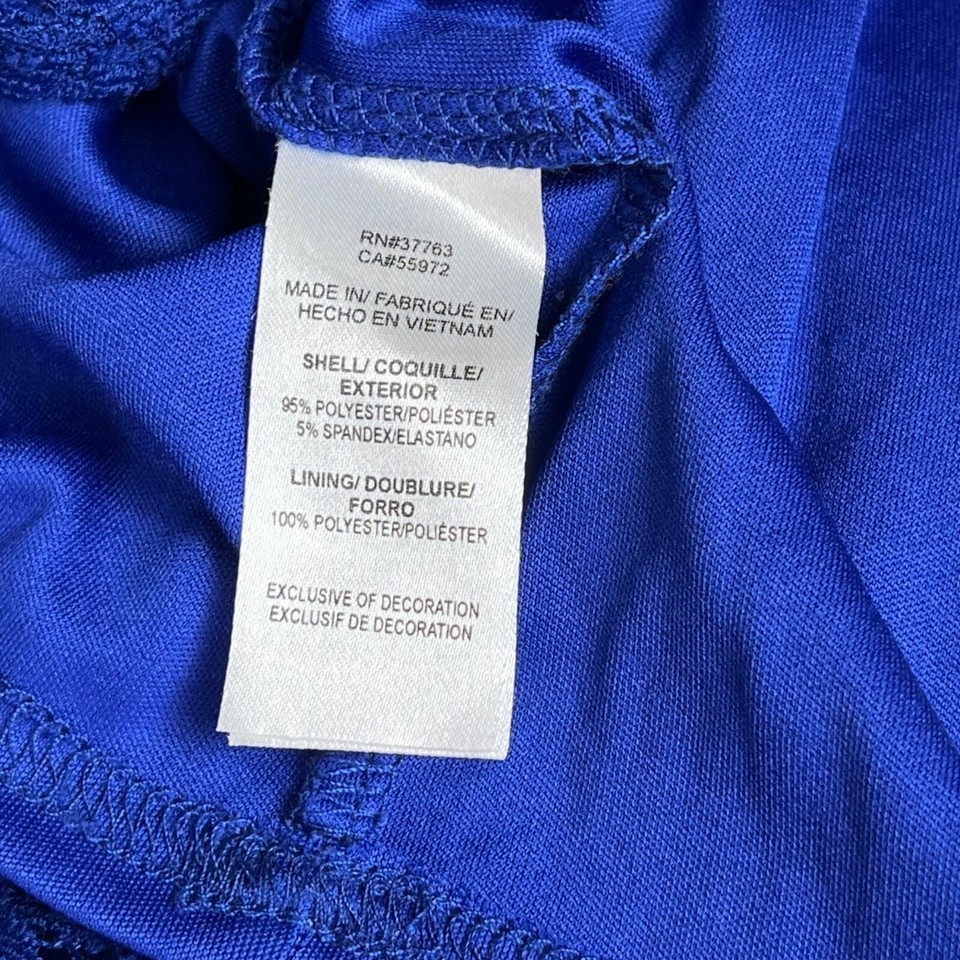 RN#37763
CA#55972
MADE IN/ FABRIQUÉ EN/
HECHO EN VIETNAM
SHELL/ COQUILLE/
EXTERIOR
95% POLYESTER/POLIÉSTER
5% SPANDEX/ELASTANO
LINING/ DOUBLURE/
FORRO
100% POLYESTER/POLIÉSTER
EXCLUSIVE OF DECORATION
EXCLUSIF DE DECORATION